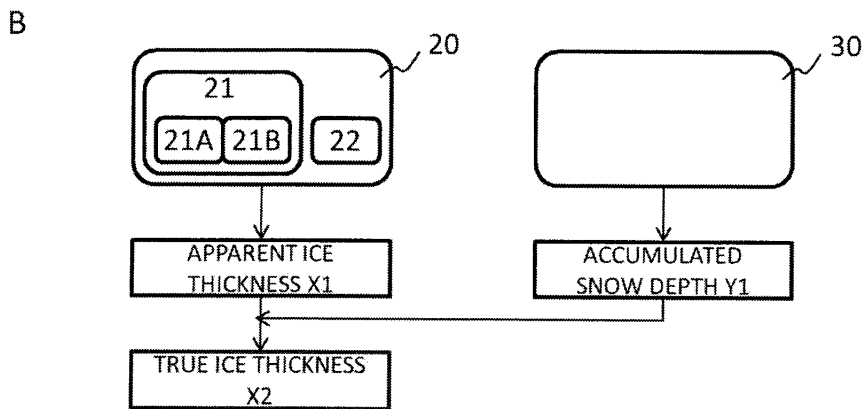 B
20
30
21
21A 21B 22
APPARENT ICE
THICKNESS X1
ACCUMULATED
SNOW DEPTH Y1
TRUE ICE THICKNESS
X2